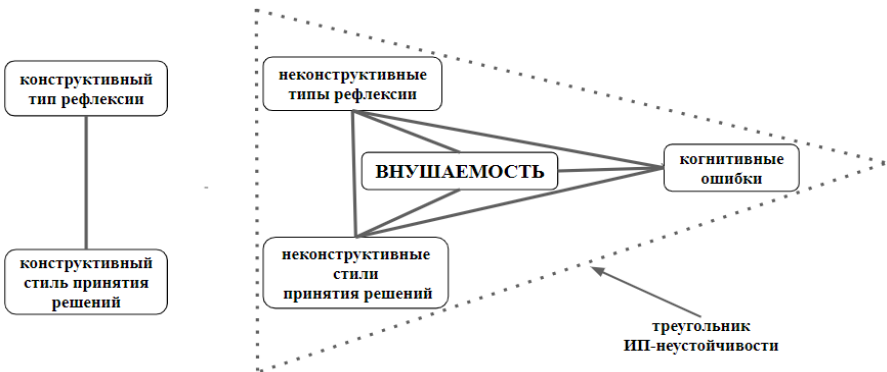 конструктивный
тип рефлексии
конструктивный
стиль принятия
решений
неконструктивные
типы рефлексии
ВНУШАЕМОСТЬ
когнитивные
ошибки
неконструктивные
стили
принятия решений
треугольник
ИП-неустойчивости